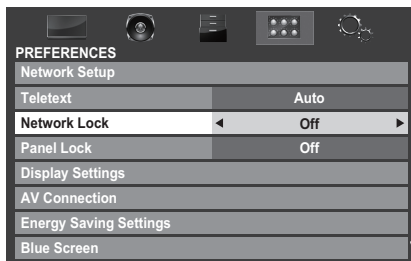 PREFERENCES
Network Setup
Teletext Auto
Network Lock Off
Panel Lock Off
Display Settings
AV Connection
Energy Saving Settings
Blue Screen